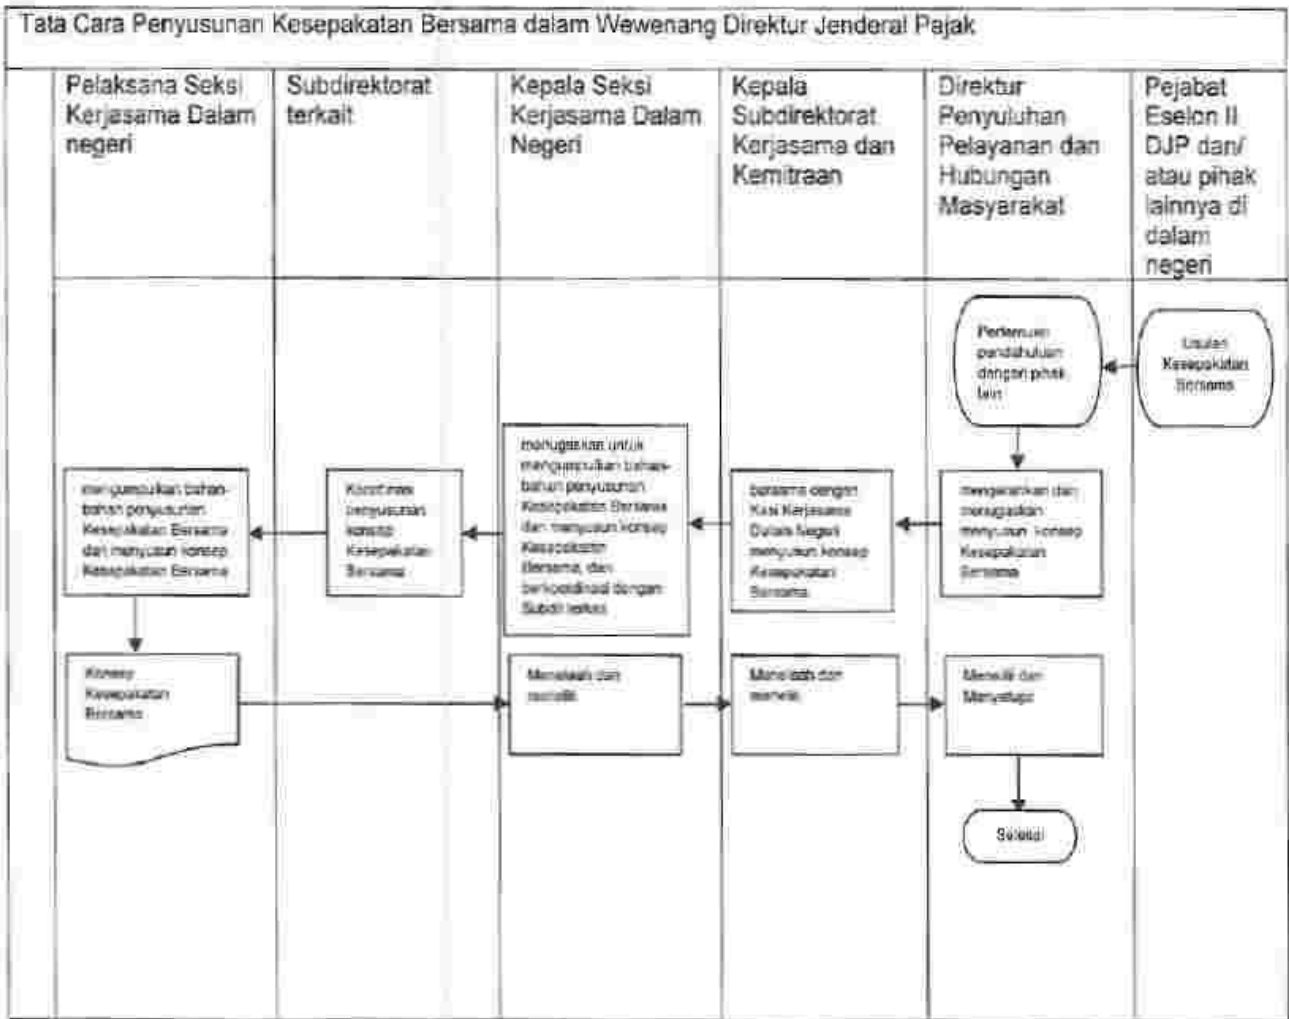 Tata Cara Penyusunan Kesepakatan Bersama dalam Wewenang Direktur Jenderal Pajak
Pelaksana Seksi
Kerjasama Dalam
negeri
Subdirektorat
terkait
Kepala Seksi
Kerjasama Dalam
Negeri
Kepala
Subdirektorat
Kerjasama dan
Kemitraan
Direktur
Penyuluhan
Pelayanan dan
Hubungan
Masyarakat
Pejabat
Eselon II
DJP dan/
atau pihak
lainnya di
dalam
negeri
Usulan
Kesepakatan
Bersama
Pertemuan
pendahuluan
dengan pihak
lain
mengarahkan dan
menugaskan
menyusun konsep
Kesepakatan
Bersama
bersama dengan
Kasi Kerjasama
Dalam Negeri
menyusun konsep
Kesepakatan
Bersama
menugaskan untuk
mengumpulkan bahan-
bahan penyusunan
Kesepakatan Bersama
dan menyusun konsep
Kesepakatan
Bersama, dan
berkoordinasi dengan
Subdit terkait
penyusunan
konsep
Kesepakatan
Bersama
mengumpulkan bahan-
bahan penyusunan
Kesepakatan Bersama
dan menyusun konsep
Kesepakatan Bersama
Konsep
Kesepakatan
Bersama
Menelaah dan
meneliti
Menelaah dan
meneliti
Meneliti dan
Menyetujui
Selesai